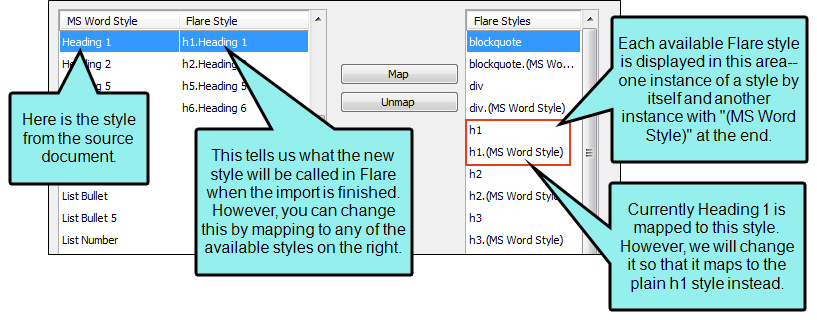 MS Word Style Flare Style
Heading 1 h1.Heading 1
Heading 2 h2.Heading
5 h5.Heading 5
h6.Heading 6
List Bullet
List Bullet 5
List Number
Map
Unmap
Flare Styles
blockquote
blockquote.(MS Wo...
div
div.(MS Word Style)
h1
h1.(MS Word Style)
h2
h2.(MS Word Style)
h3
h3.(MS Word Style)
Here is the style
from the source
document.
This tells us what the new
style will be called in Flare
when the import is finished.
However, you can change
this by mapping to any of the
available styles on the right.
Each available Flare style
is displayed in this area--
one instance of a style by
itself and another
instance with "(MS Word
Style)" at the end.
Currently Heading 1 is
mapped to this style.
However, we will change
it so that it maps to the
plain h1 style instead.